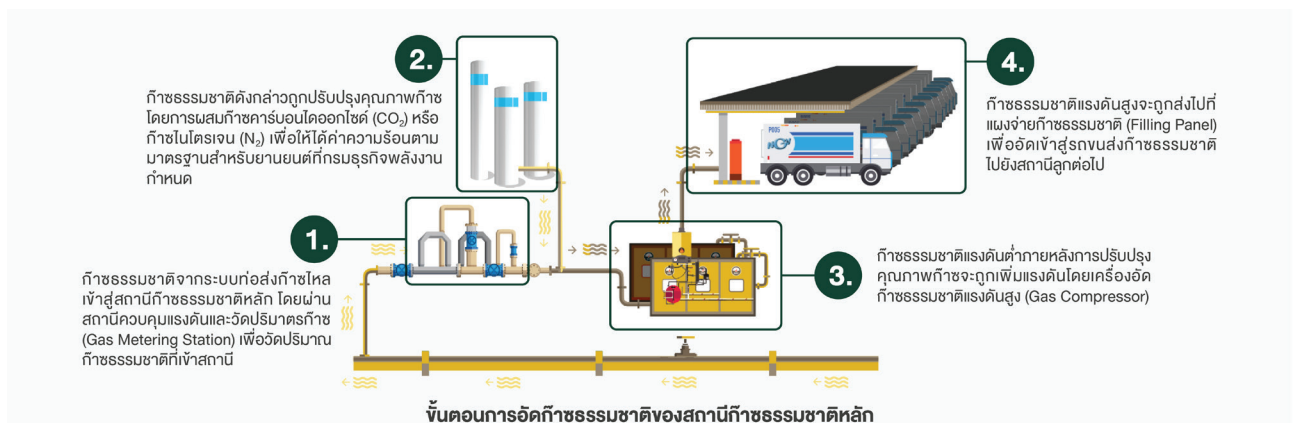 1.
ก๊าซธรรมชาติจากระบบท่อส่งก๊าซไหล
เข้าสู่สถานีก๊าซธรรมชาติหลัก โดยผ่าน
สถานีควบคุมแรงดันและวัดปริมาตรก๊าซ
(Gas Metering Station) เพื่อวัดปริมาณ
ก๊าซธรรมชาติที่เข้าสถานี
2.
ก๊าซธรรมชาติดังกล่าวถูกปรับปรุงคุณภาพก๊าซ
โดยการผสมก๊าซคาร์บอนไดออกไซด์ (CO₂) หรือ
ก๊าซไนโตรเจน (N₂) เพื่อให้ได้ค่าความร้อนตาม
มาตรฐานสำหรับยานยนต์ที่กรมธุรกิจพลังงาน
กำหนด
3.
ก๊าซธรรมชาติแรงดันต่ำภายหลังการปรับปรุง
คุณภาพก๊าซจะถูกเพิ่มแรงดันโดยเครื่องอัด
ก๊าซธรรมชาติแรงดันสูง (Gas Compressor)
4.
ก๊าซธรรมชาติแรงดันสูงจะถูกส่งไปที่
แผงจ่ายก๊าซธรรมชาติ (Filling Panel)
เพื่ออัดเข้าสู่รถขนส่งก๊าซธรรมชาติ
ไปยังสถานีลูกต่อไป
P005
NGV
ขั้นตอนการอัดก๊าซธรรมชาติของสถานีก๊าซธรรมชาติหลัก